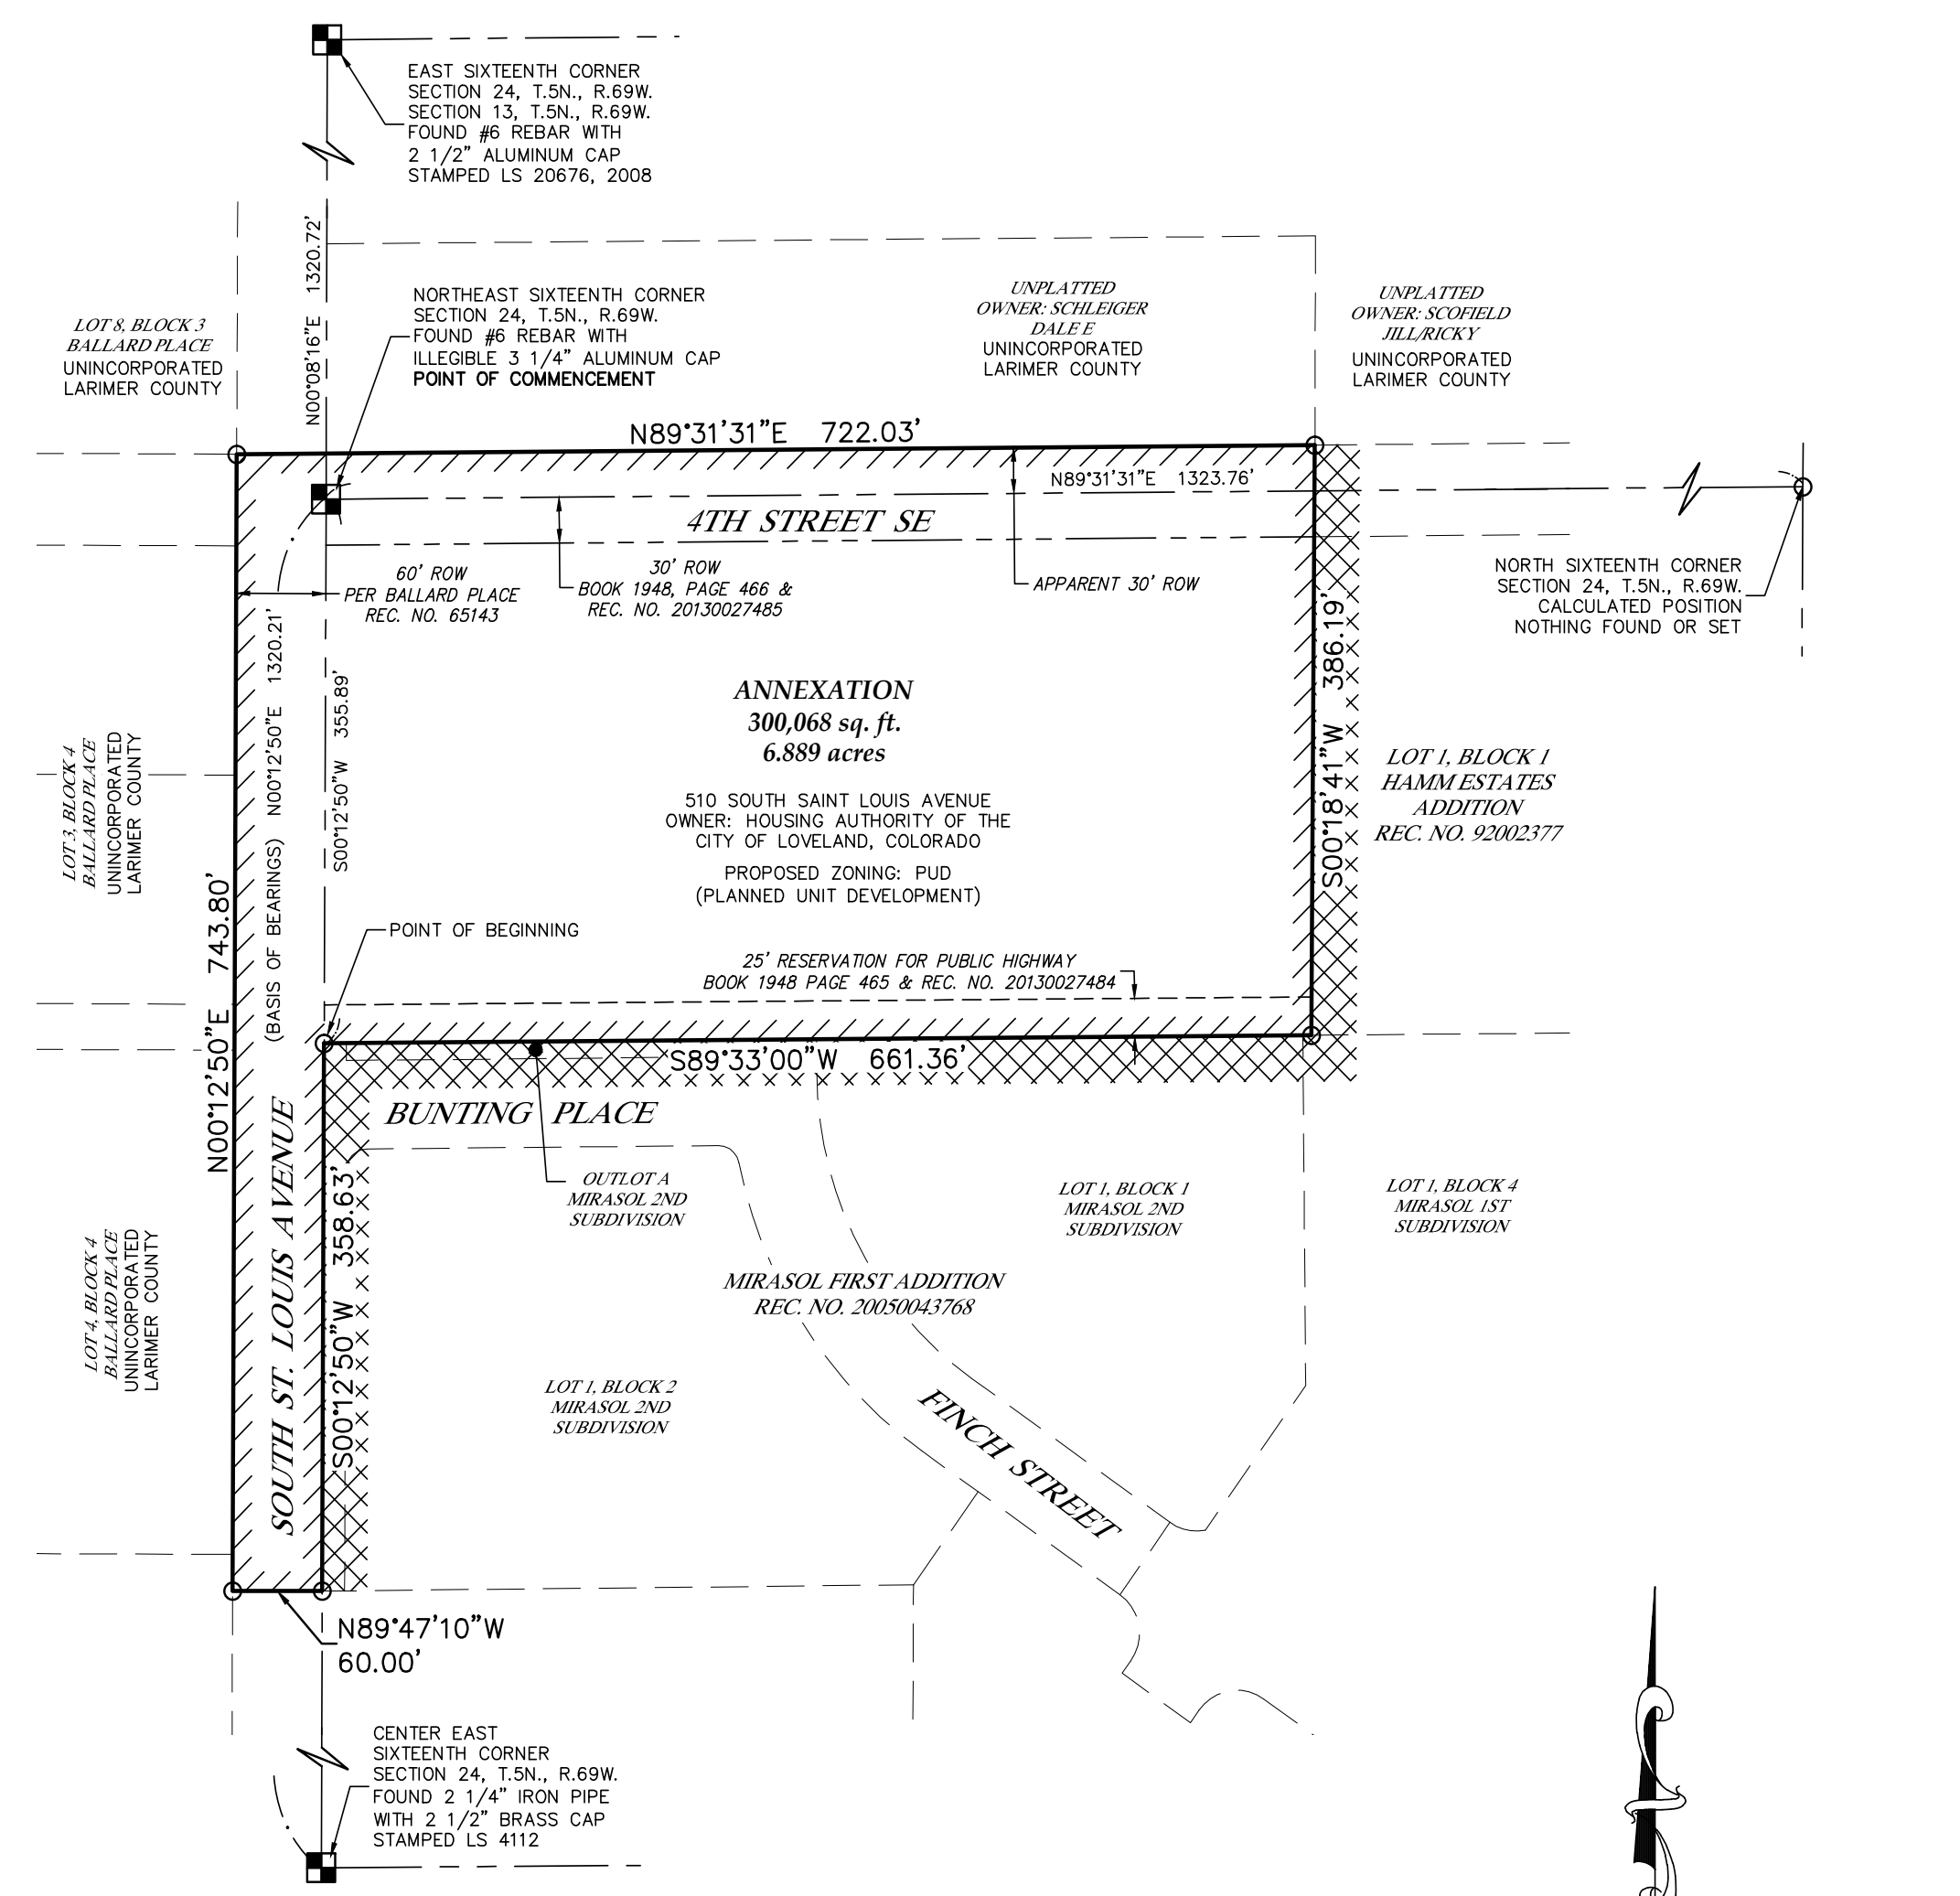 EAST SIXTEENTH CORNER
SECTION 24, T.5N., R.69W.
SECTION 13, T.5N., R.69W.
FOUND #6 REBAR WITH
2 1/2" ALUMINUM CAP
STAMPED LS 20676, 2008
N00°08'16"E 1320.72'
LOT 8, BLOCK 3
BALLARD PLACE
UNINCORPORATED
LARIMER COUNTY
NORTHEAST SIXTEENTH CORNER
SECTION 24, T.5N., R.69W.
FOUND #6 REBAR WITH
ILLEGIBLE 3 1/4" ALUMINUM CAP
POINT OF COMMENCEMENT
UNPLATTED
OWNER: SCHLEIGER
DALE E
UNINCORPORATED
LARIMER COUNTY
UNPLATTED
OWNER: SCOFIELD
JILL/RICKY
UNINCORPORATED
LARIMER COUNTY
N89°31'31"E 722.03'
N89°31'31"E 1323.76'
4TH STREET SE
60' ROW
PER BALLARD PLACE
REC. NO. 65143
30' ROW
BOOK 1948, PAGE 466 &
REC. NO. 20130027485
APPARENT 30' ROW
NORTH SIXTEENTH CORNER
SECTION 24, T.5N., R.69W.
CALCULATED POSITION
NOTHING FOUND OR SET
S00°18'41"W 386.19'
(BASIS OF BEARINGS) N00°12'50"E 1320.21'
S00°12'50"W 355.89'
ANNEXATION
300,068 sq. ft.
6.889 acres
510 SOUTH SAINT LOUIS AVENUE
OWNER: HOUSING AUTHORITY OF THE
CITY OF LOVELAND, COLORADO
PROPOSED ZONING: PUD
(PLANNED UNIT DEVELOPMENT)
LOT 1, BLOCK 1
HAMM ESTATES
ADDITION
REC. NO. 92002377
LOT 3, BLOCK 4
BALLARD PLACE
UNINCORPORATED
LARIMER COUNTY
N00°12'50"E 743.80'
POINT OF BEGINNING
25' RESERVATION FOR PUBLIC HIGHWAY
BOOK 1948 PAGE 465 & REC. NO. 20130027484
S89°33'00"W 661.36'
BUNTING PLACE
SOUTH ST. LOUIS AVENUE
S00°12'50"W 358.63'
OUTLOT A
MIRASOL 2ND
SUBDIVISION
LOT 1, BLOCK 1
MIRASOL 2ND
SUBDIVISION
LOT 1, BLOCK 4
MIRASOL 1ST
SUBDIVISION
LOT 4, BLOCK 4
BALLARD PLACE
UNINCORPORATED
LARIMER COUNTY
MIRASOL FIRST ADDITION
REC. NO. 20050043768
LOT 1, BLOCK 2
MIRASOL 2ND
SUBDIVISION
FINCH STREET
N89°47'10"W
60.00'
CENTER EAST
SIXTEENTH CORNER
SECTION 24, T.5N., R.69W.
FOUND 2 1/4" IRON PIPE
WITH 2 1/2" BRASS CAP
STAMPED LS 4112